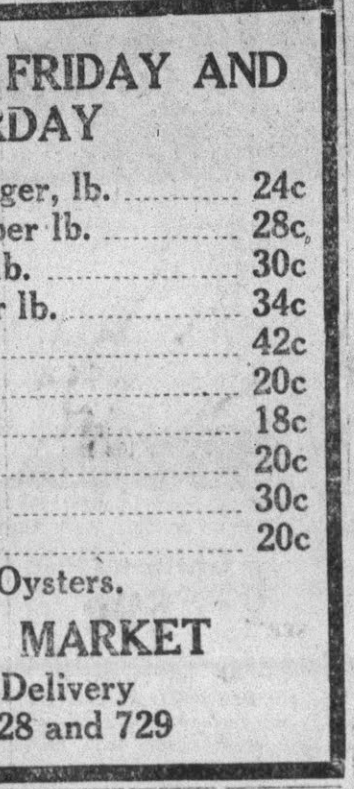 FRIDAY AND
RDAY
ger, lb. 24c
per lb. 28c
lb. 30c
r lb. 34c
42c
20c
18c
20c
30c
20c
Oysters.
MARKET
Delivery
28 and 729